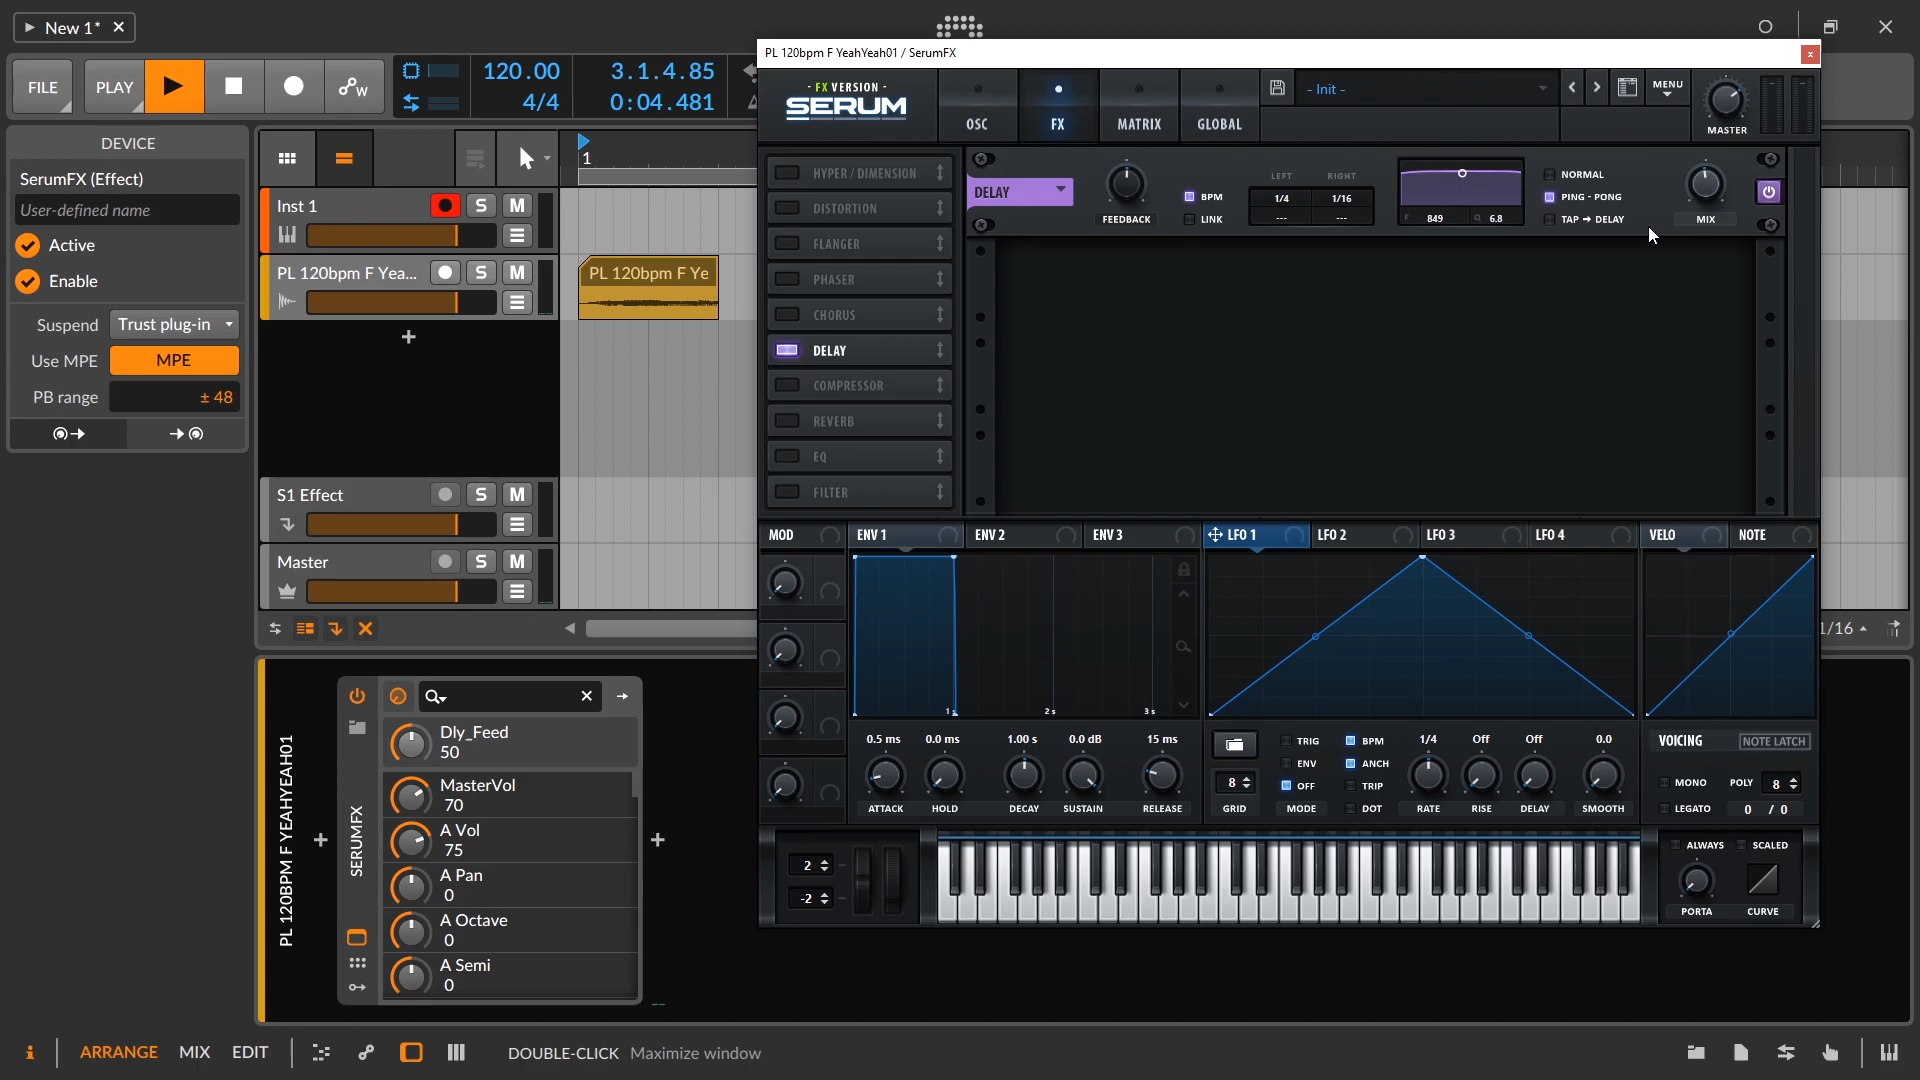 New 1*
PL 120bpm F YeahYeah01 / SerumFX
FILE
PLAY
W
120.00
4/4
3.1.4.85
0:04.481
- FX VERSION -
SERUM
OSC
FX
MATRIX
GLOBAL
- Init -
MENU
MASTER
DEVICE
SerumFX (Effect)
User-defined name
Active
Enable
Suspend
Trust plug-in
Use MPE
MPE
PB range
± 48
1
Inst 1
S
M
PL 120bpm F Yea...
S
M
PL 120bpm F Ye
S1 Effect
S
M
Master
S
M
HYPER / DIMENSION
DISTORTION
FLANGER
PHASER
CHORUS
DELAY
COMPRESSOR
REVERB
EQ
FILTER
DELAY
FEEDBACK
BPM
LINK
LEFT
RIGHT
1/4
1/16
---
---
F
849
Q
6.8
NORMAL
PING - PONG
TAP ➔ DELAY
MIX
MOD
ENV 1
ENV 2
ENV 3
LFO 1
LFO 2
LFO 3
LFO 4
VELO
NOTE
1 s
2 s
3 s
0.5 ms
0.0 ms
1.00 s
0.0 dB
15 ms
ATTACK
HOLD
DECAY
SUSTAIN
RELEASE
8
GRID
TRIG
ENV
OFF
MODE
BPM
ANCH
TRIP
DOT
1/4
Off
Off
0.0
RATE
RISE
DELAY
SMOOTH
VOICING
NOTE LATCH
MONO
POLY
8
LEGATO
0 / 0
2
-2
ALWAYS
SCALED
PORTA
CURVE
1/16
PL 120BPM F YEAHYEAH01
SERUMFX
Dly_Feed
50
MasterVol
70
A Vol
75
A Pan
0
A Octave
0
A Semi
0
i
ARRANGE
MIX
EDIT
DOUBLE-CLICK Maximize window